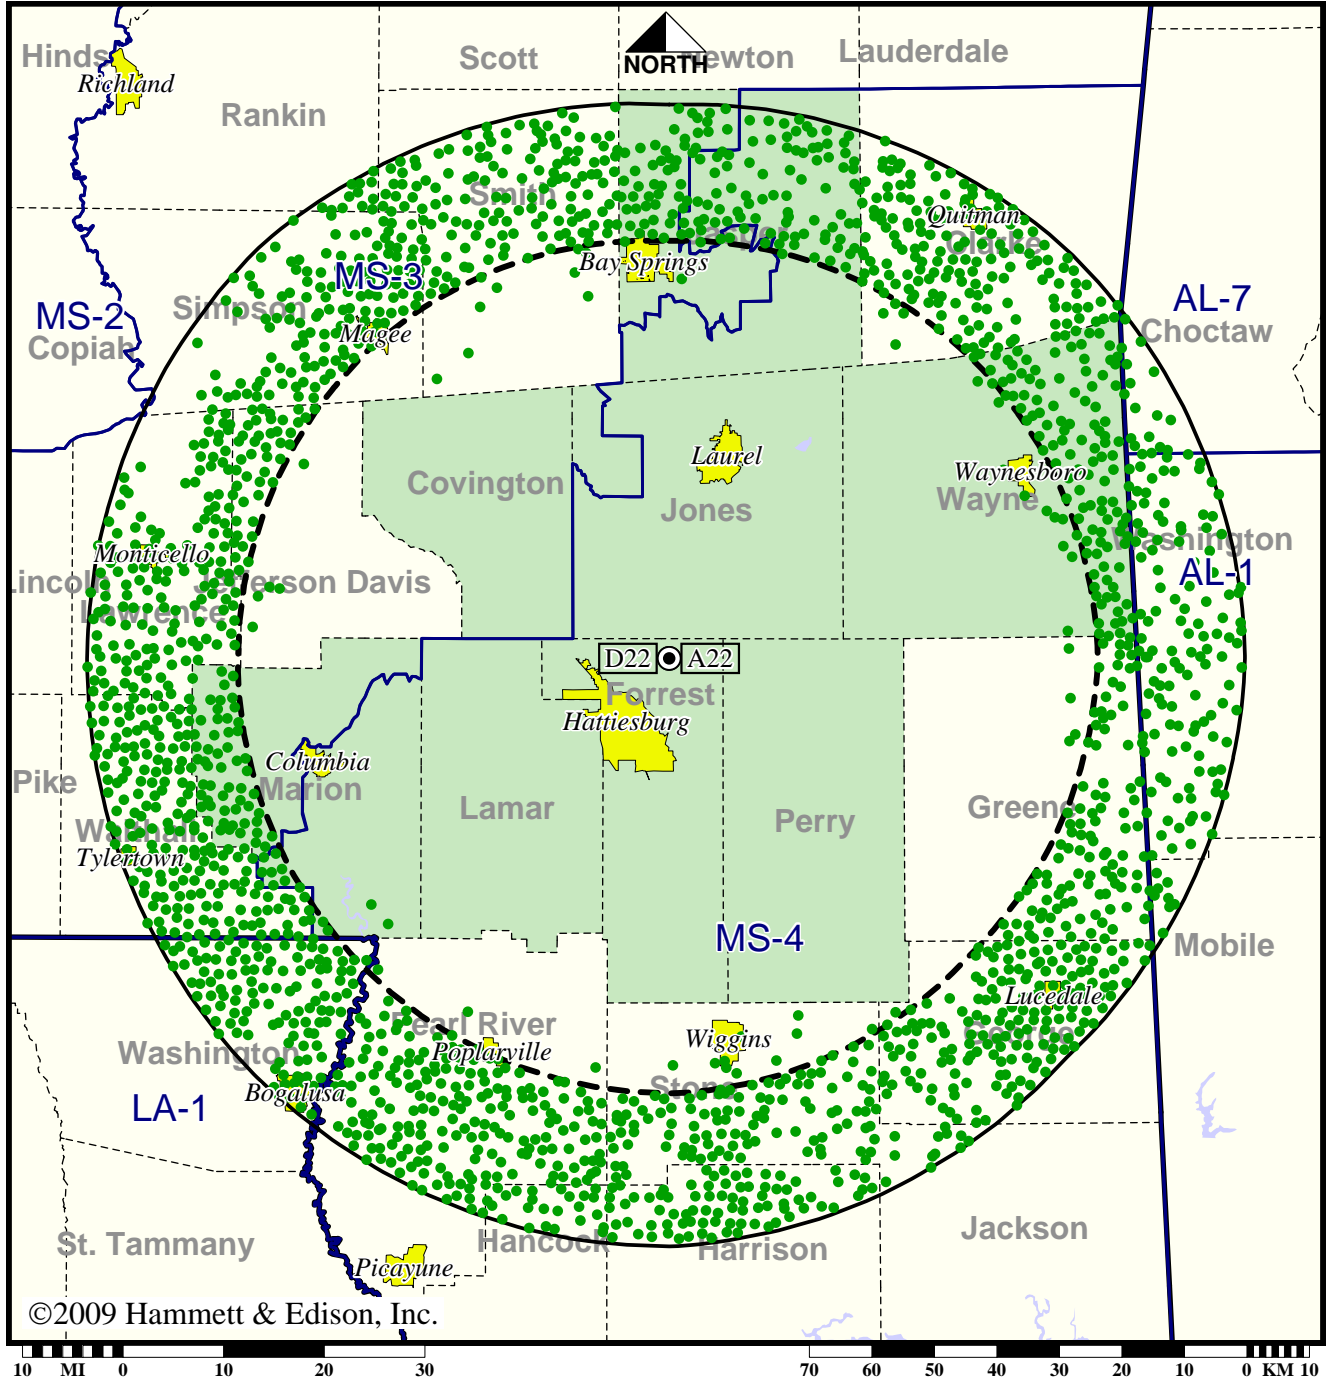 Hinds
Scott
Newton
Lauderdale
NORTH
Richland
Rankin
Smith
Quitman
Jasper
Clarke
Bay Springs
MS-3
AL-7
Simpson
MS-2
Choctaw
Magee
Copiah
Laurel
Waynesboro
Covington
Wayne
Jones
Washington
Monticello
AL-1
Lincoln
Jefferson Davis
Lawrence
D22
A22
Forrest
Hattiesburg
Columbia
Pike
Marion
Lamar
Greene
Perry
Walthall
Tylertown
MS-4
Mobile
Lucedale
Pearl River
George
Wiggins
Washington
Poplarville
Stone
Bogalusa
LA-1
Jackson
St. Tammany
Hancock
Harrison
Picayune
©2009 Hammett & Edison, Inc.
10 MI 0 10 20 30
70 60 50 40 30 20 10 0 KM 10